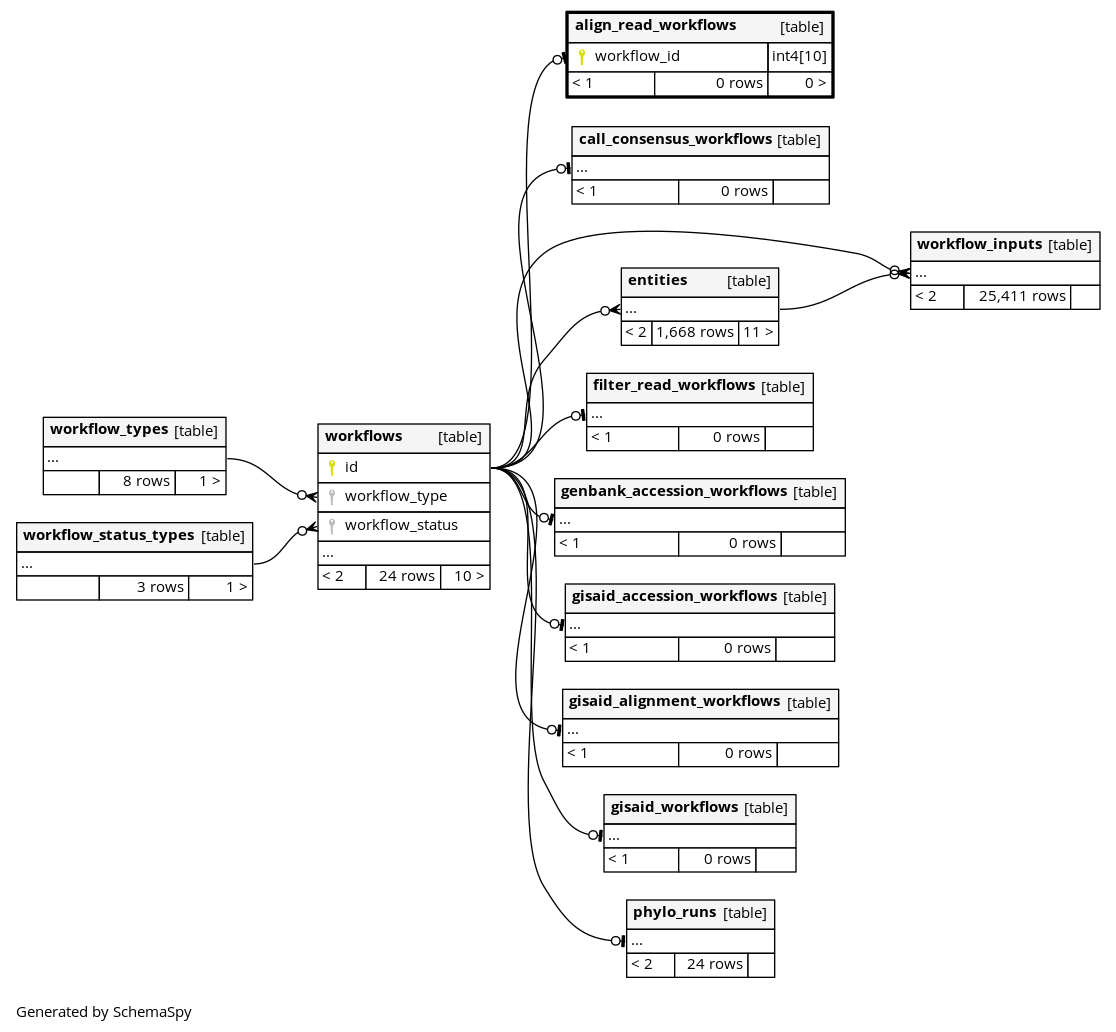 align_read_workflows [table]
workflow_id int4[10]
< 1 0 rows 0 >
call_consensus_workflows [table]
...
< 1 0 rows
workflow_inputs [table]
...
< 2 25,411 rows
entities [table]
...
< 2 1,668 rows 11 >
filter_read_workflows [table]
...
< 1 0 rows
workflow_types [table]
...
8 rows 1 >
workflows [table]
id
workflow_type
workflow_status
...
< 2 24 rows 10 >
workflow_status_types [table]
...
3 rows 1 >
genbank_accession_workflows [table]
...
< 1 0 rows
gisaid_accession_workflows [table]
...
< 1 0 rows
gisaid_alignment_workflows [table]
...
< 1 0 rows
gisaid_workflows [table]
...
< 1 0 rows
phylo_runs [table]
...
< 2 24 rows
Generated by SchemaSpy